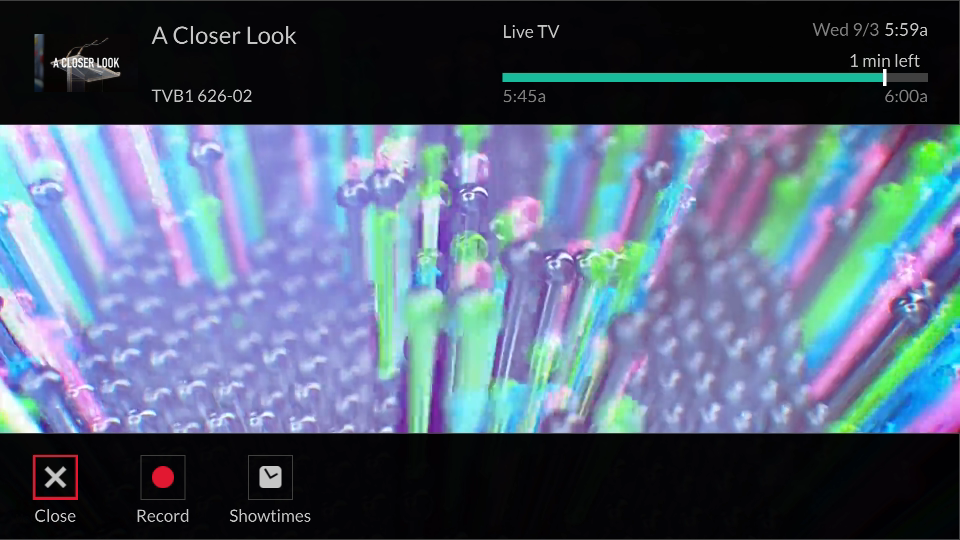 A Closer Look
A CLOSER LOOK
TVB1 626-02
Live TV
Wed 9/3 5:59a
1 min left
5:45a
6:00a
Close
Record
Showtimes